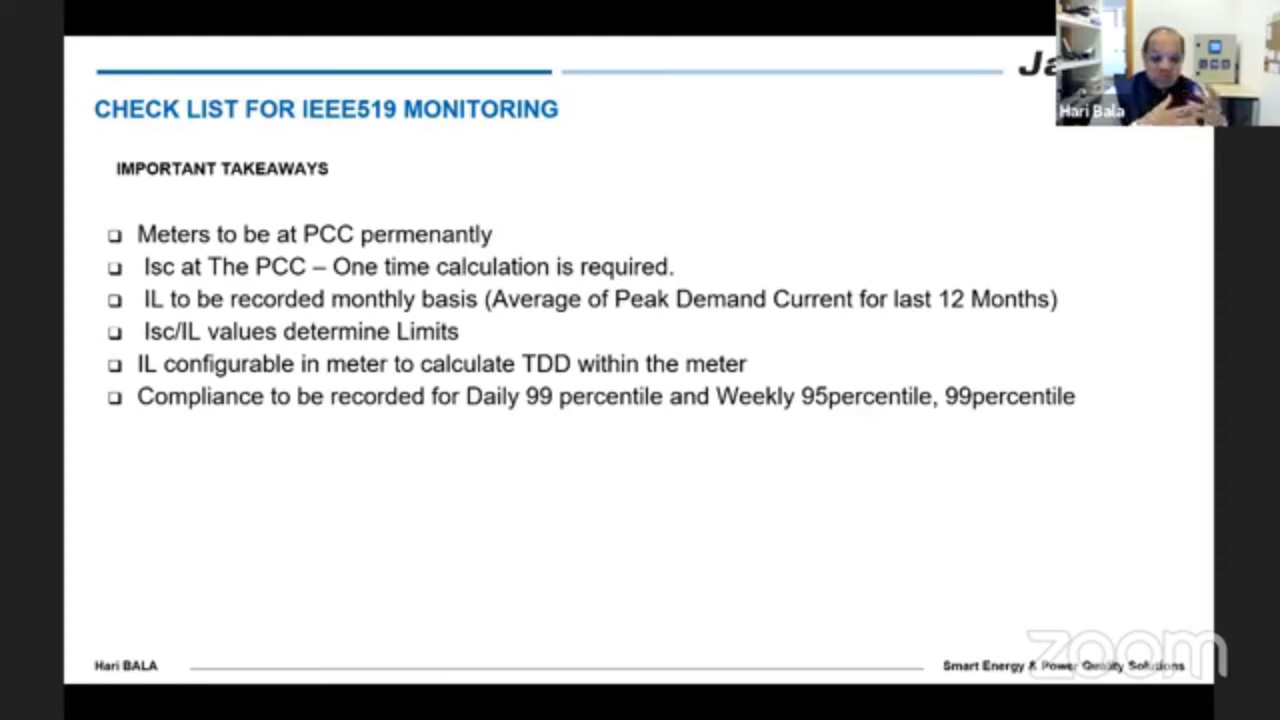 CHECK LIST FOR IEEE519 MONITORING
Hari Bala
IMPORTANT TAKEAWAYS
Meters to be at PCC permenantly
Isc at The PCC – One time calculation is required.
IL to be recorded monthly basis (Average of Peak Demand Current for last 12 Months)
Isc/IL values determine Limits
IL configurable in meter to calculate TDD within the meter
Compliance to be recorded for Daily 99 percentile and Weekly 95percentile, 99percentile
zoom
Hari BALA
Smart Energy & Power Quality Solutions